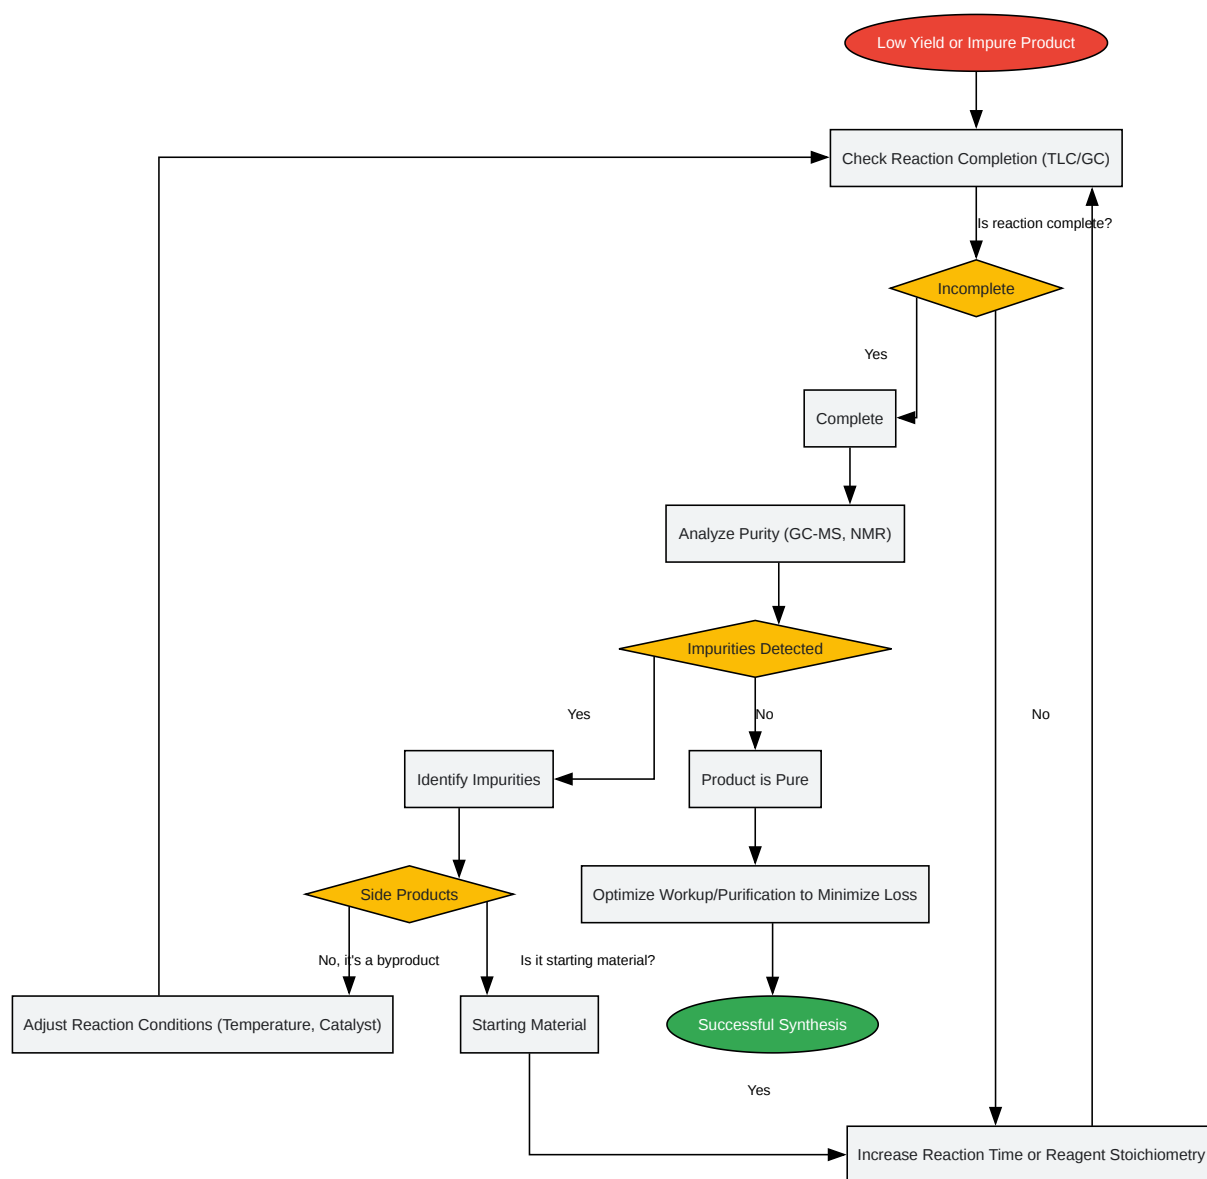 Low Yield or Impure Product
Check Reaction Completion (TLC/GC)
Is reaction complete?
Incomplete
Yes
Complete
Analyze Purity (GC-MS, NMR)
Impurities Detected
Yes
No
No
Identify Impurities
Product is Pure
Side Products
Optimize Workup/Purification to Minimize Loss
No, it's a byproduct
Is it starting material?
Adjust Reaction Conditions (Temperature, Catalyst)
Starting Material
Successful Synthesis
Yes
Increase Reaction Time or Reagent Stoichiometry